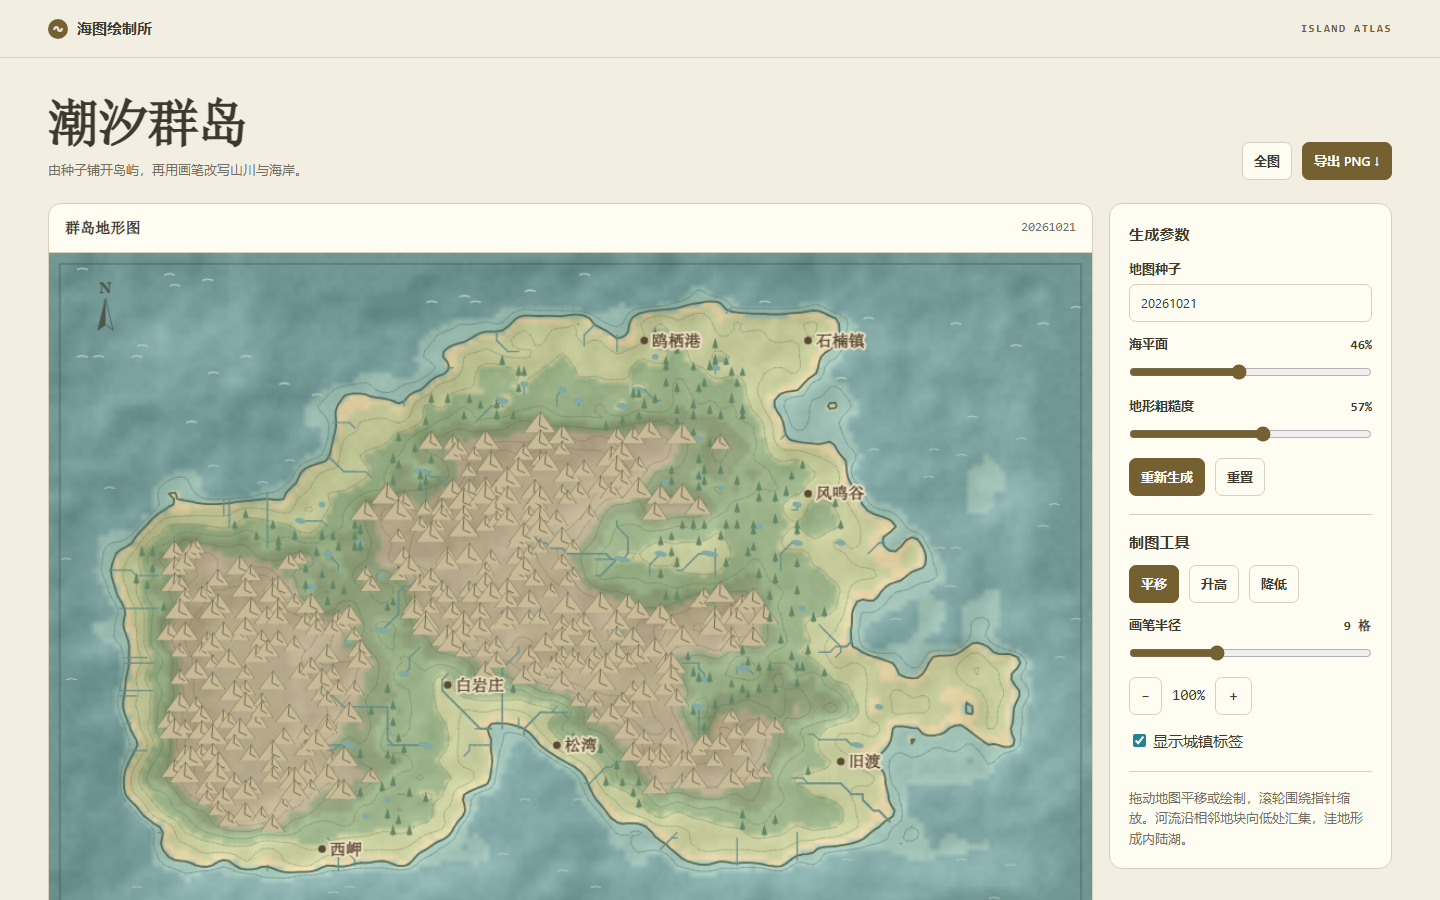 海图绘制所
ISLAND ATLAS
潮汐群岛
由种子铺开岛屿，再用画笔改写山川与海岸。
全图
导出 PNG ↓
群岛地形图
20261021
N
鸥栖港
石楠镇
风鸣谷
白岩庄
松湾
旧渡
西岬
生成参数
地图种子
20261021
海平面 46%
地形粗糙度 57%
重新生成 重置
制图工具
平移 升高 降低
画笔半径 9 格
− 100% +
显示城镇标签
拖动地图平移或绘制，滚轮围绕指针缩
放。河流沿相邻地块向低处汇集，洼地形
成内陆湖。